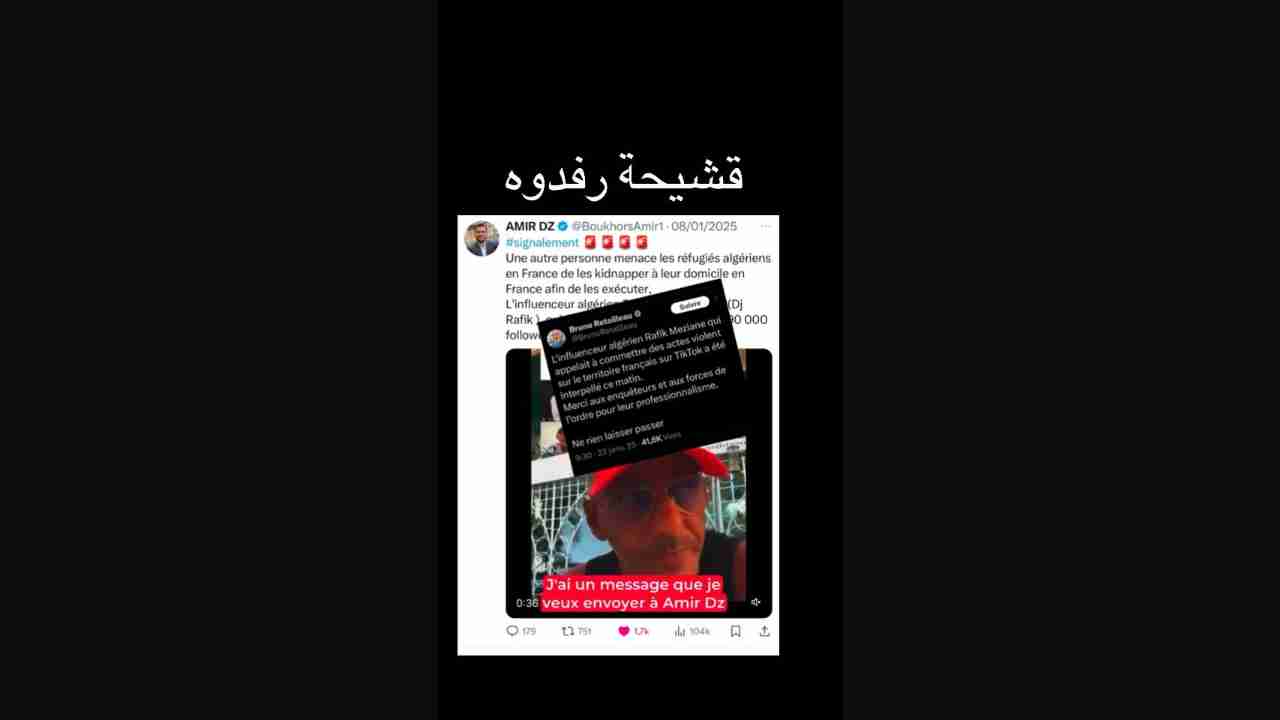 قشيحة رفدوه
AMIR DZ @BoukhorsAmir1 · 08/01/2025
#signalement
Une autre personne menace les réfugiés algériens
en France de les kidnapper à leur domicile en
France afin de les exécuter.
L'influenceur algérien (Dj
Rafik ) 90 000
follow
Bruno Retailleau
@BrunoRetailleau
Suivre
L'influenceur algérien Rafik Meziane qui
appelait à commettre des actes violent
sur le territoire français sur TikTok a été
interpellé ce matin.
Merci aux enquêteurs et aux forces de
l'ordre pour leur professionnalisme.
Ne rien laisser passer
9:30 · 23 janv. 25 · 41,8K Vues
J'ai un message que je
veux envoyer à Amir Dz
0:36
179 751 1,7k 104k